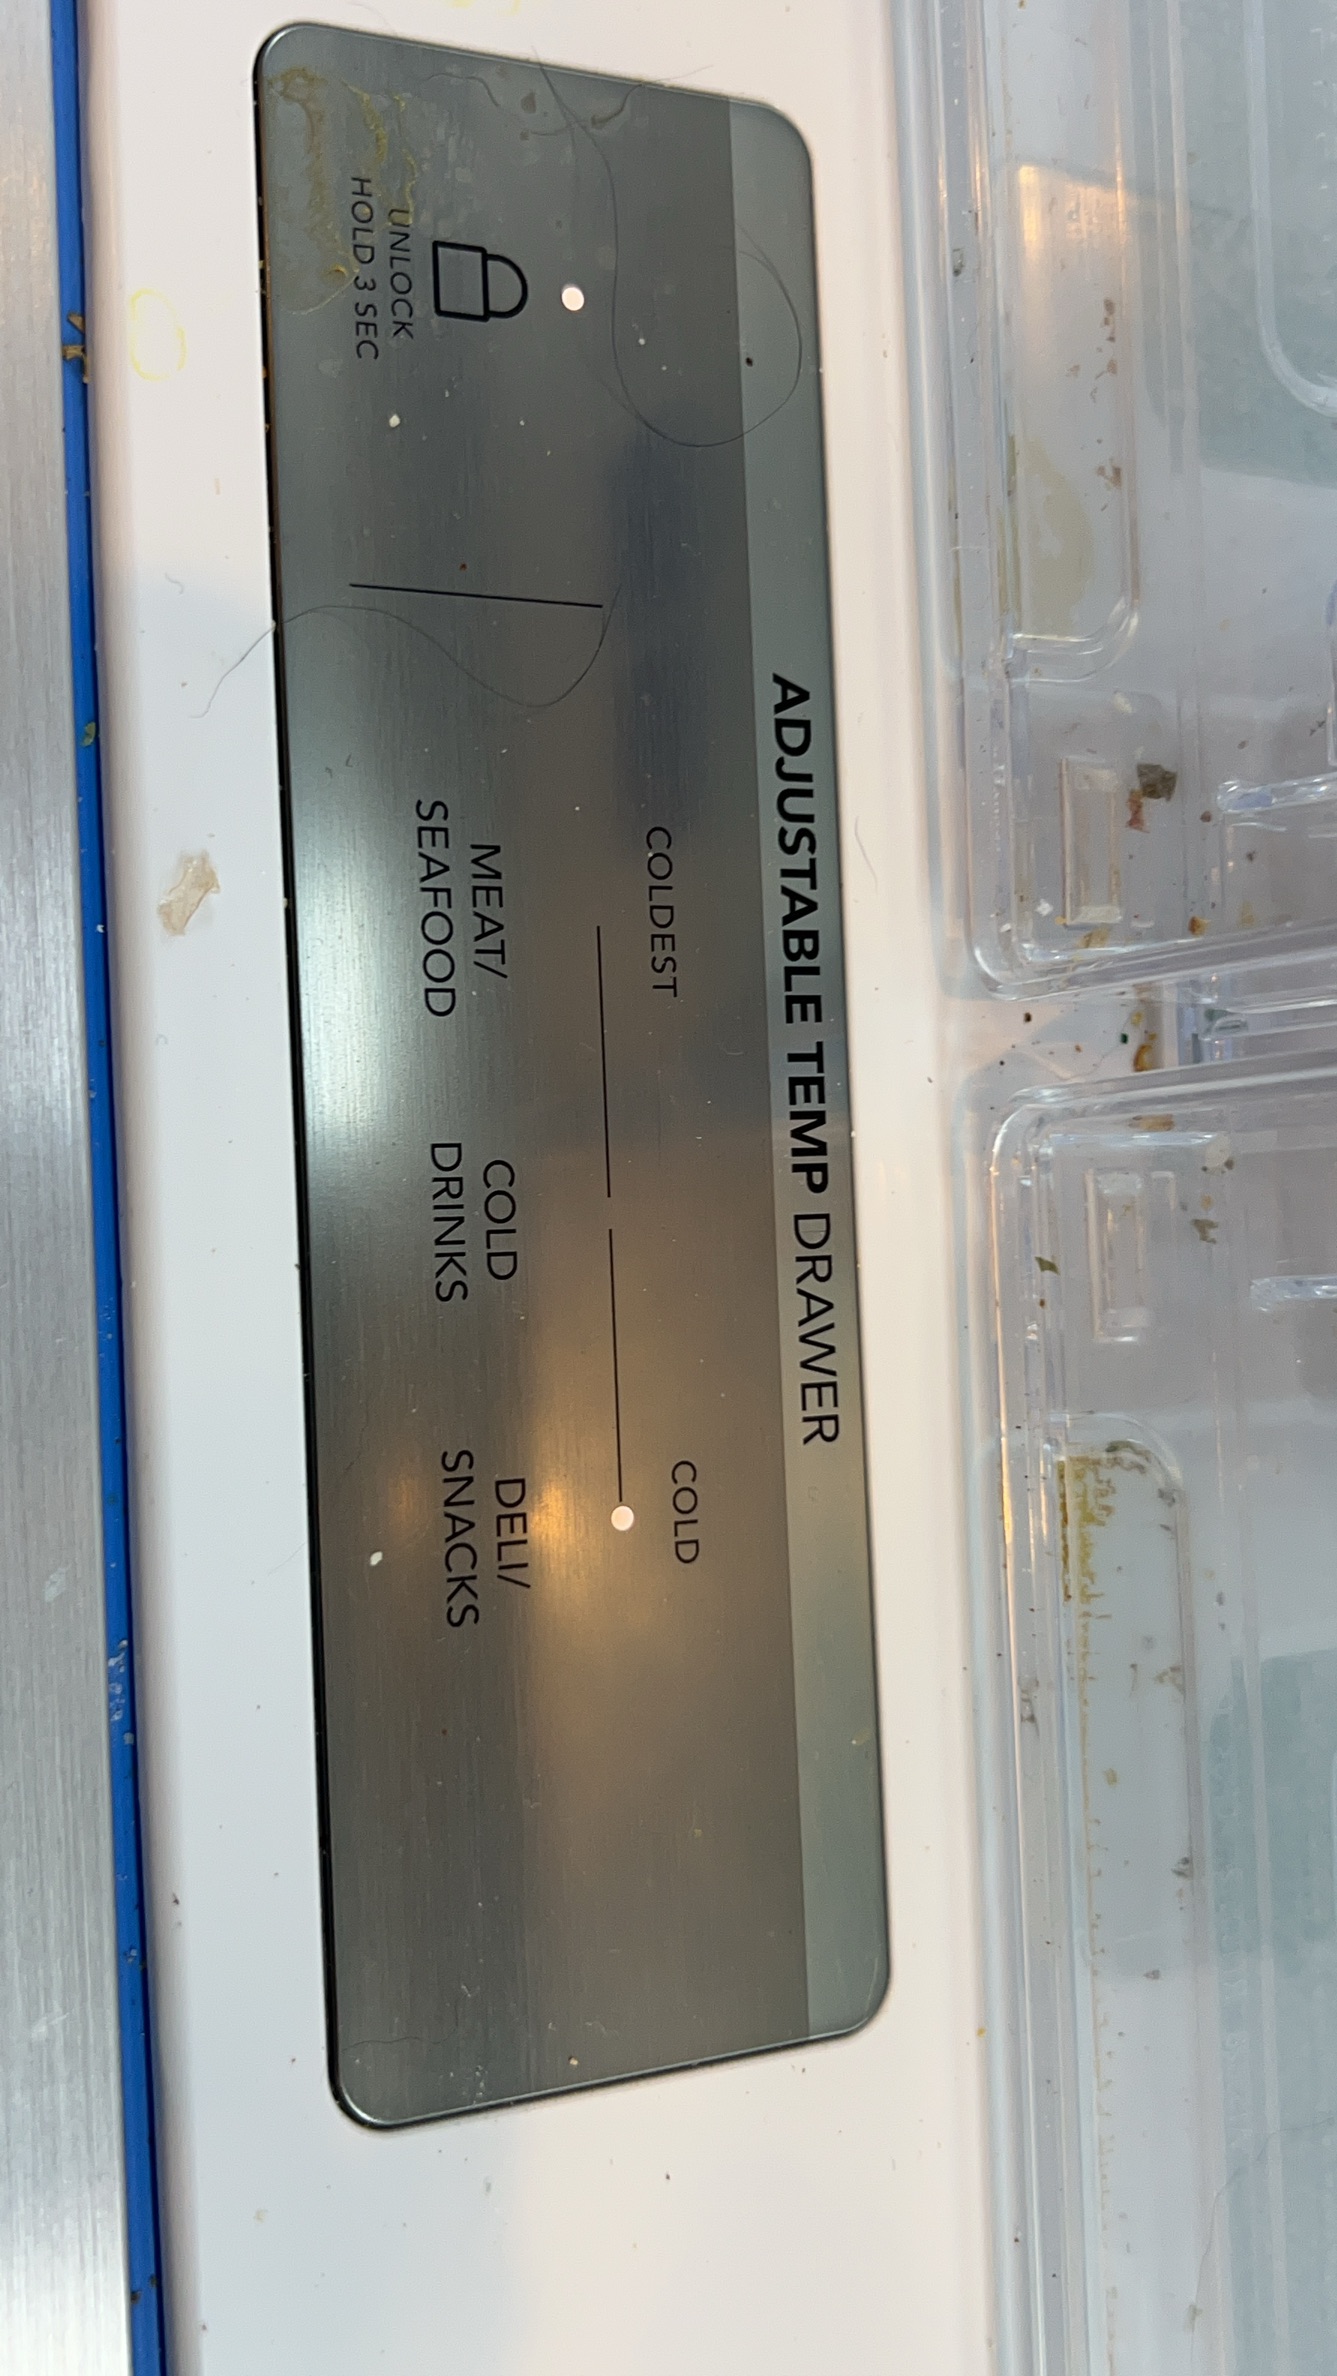 ADJUSTABLE TEMP DRAWER
COLDEST
COLD
MEAT/
SEAFOOD
COLD
DRINKS
DELI/
SNACKS
UNLOCK
HOLD 3 SEC